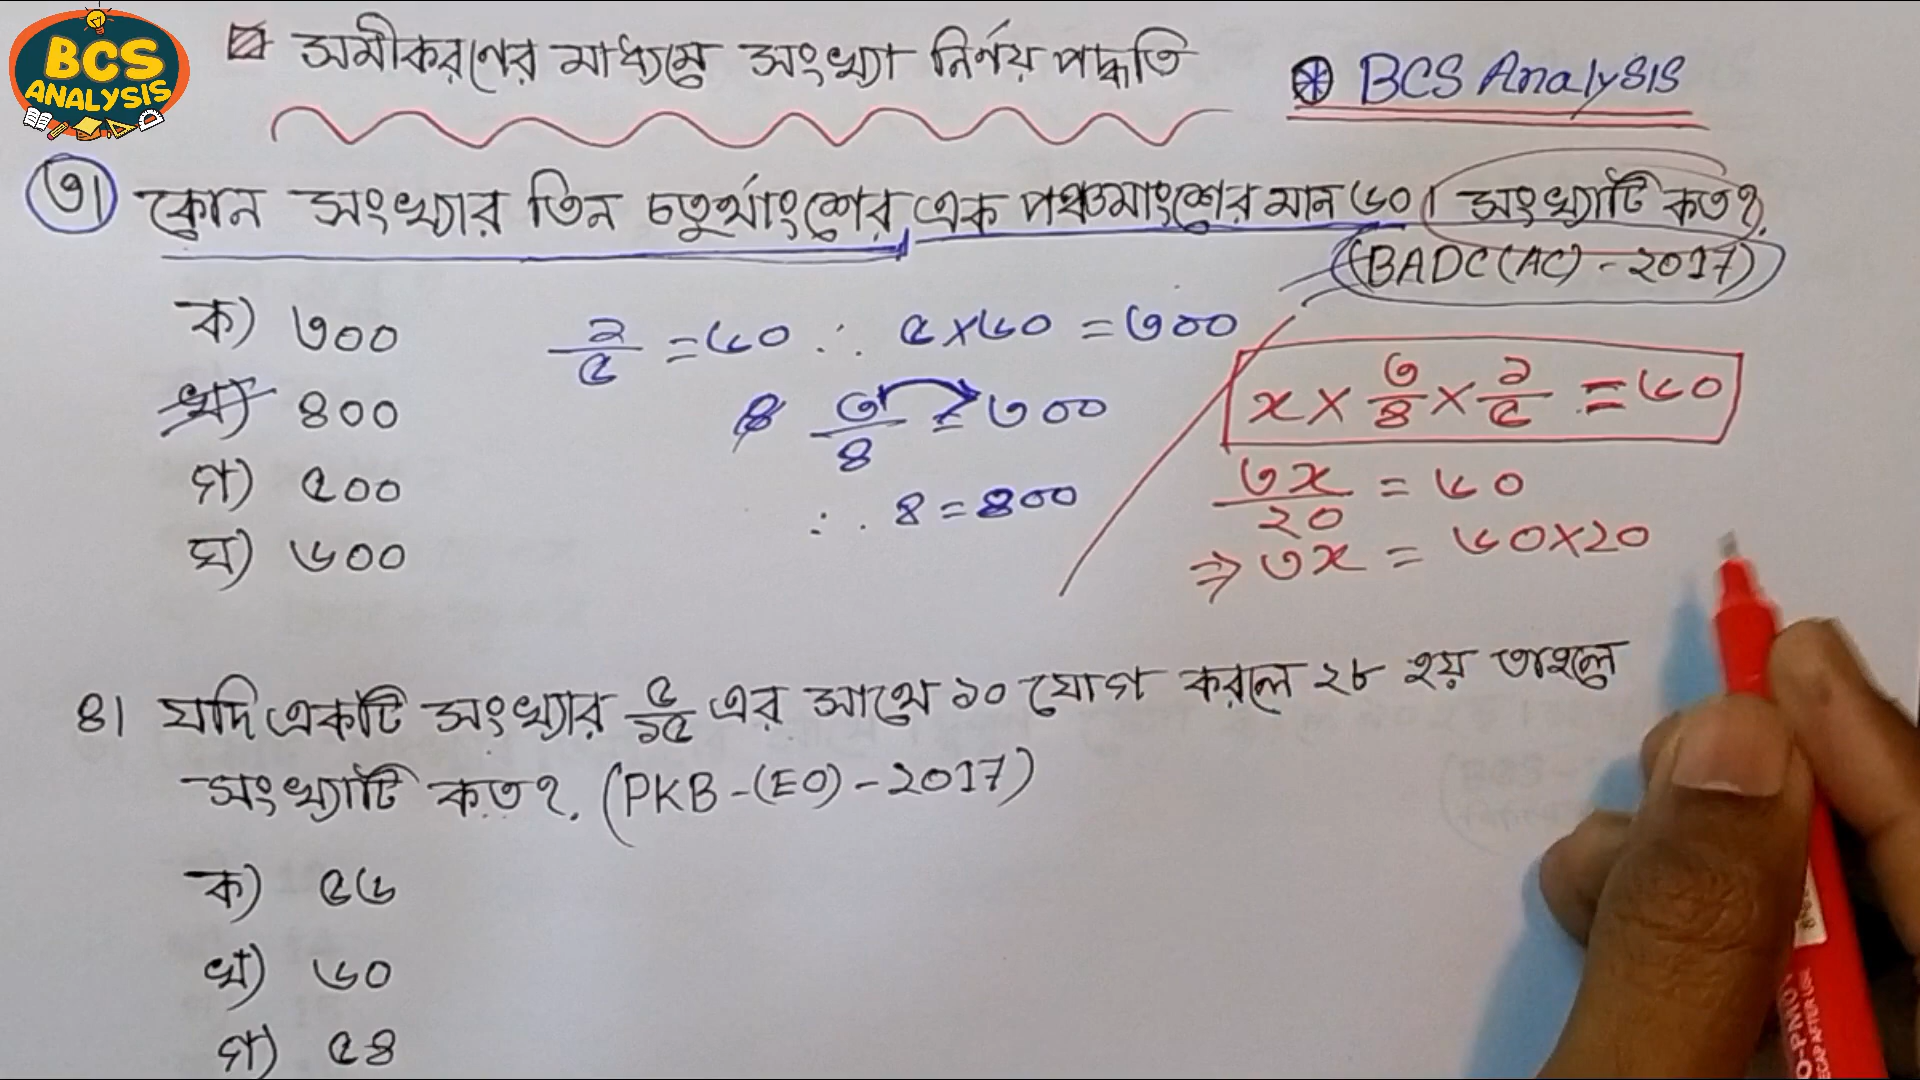 BCS
ANALYSIS
সমীকরণের মাধ্যমে সংখ্যা নির্ণয় পদ্ধতি
BCS Analysis
৩। কোন সংখ্যার তিন চতুর্থাংশের এক পঞ্চমাংশের মান ৬০। সংখ্যাটি কত?
(BADC(AC) - 2017)
ক) ৩০০
খ) ৪০০
গ) ৫০০
ঘ) ৬০০
১/৫ = ৬০ ∴ ৫×৬০ = ৩০০
৩/৪ = ৩০০
∴ ৪ = ৪০০
x × ৩/৪ × ১/৫ = ৬০
৩x/২০ = ৬০
⇒ ৩x = ৬০×২০
৪। যদি একটি সংখ্যার ৫/১৫ এর সাথে ১০ যোগ করলে ২৮ হয় তাহলে
সংখ্যাটি কত? (PKB-(EO)-2017)
ক) ৫৬
খ) ৬০
গ) ৫৪